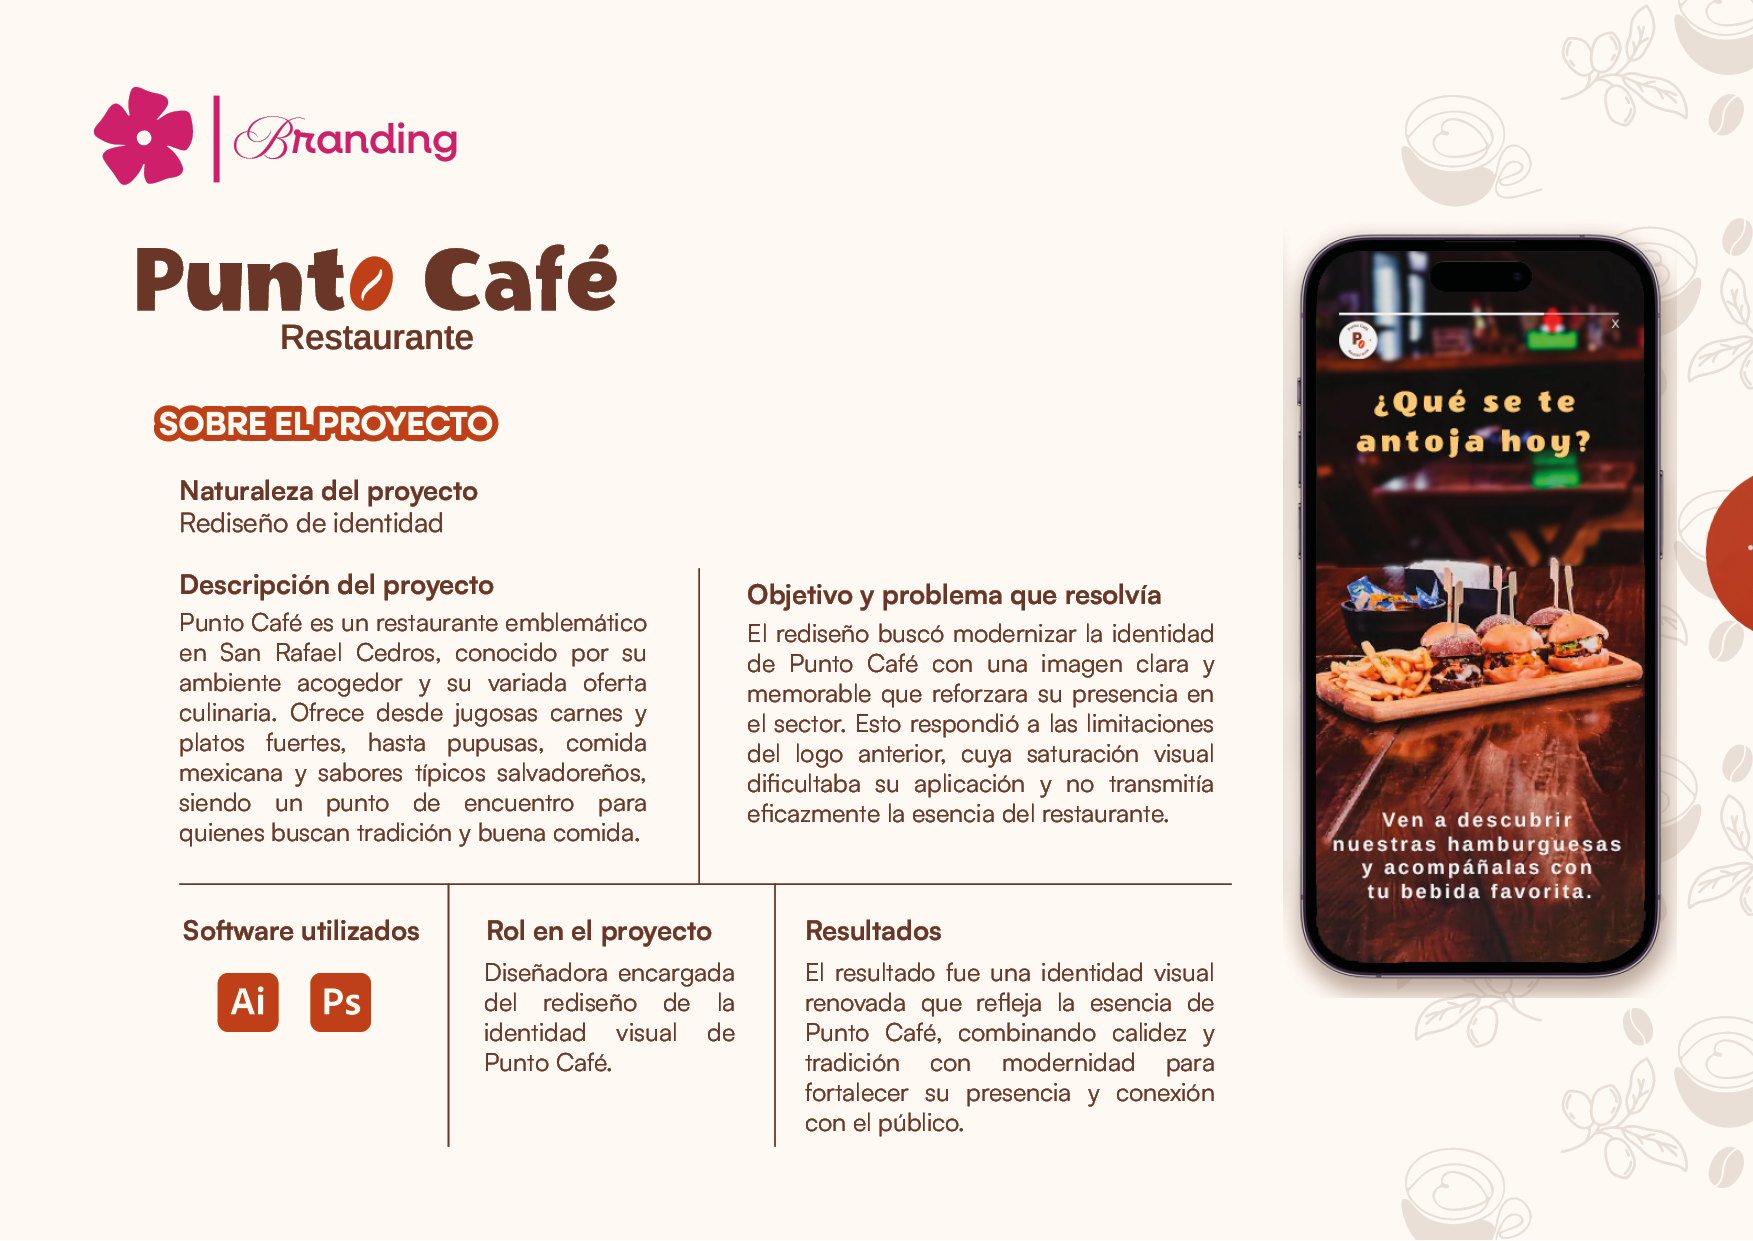 Branding
Punto Café
Restaurante
SOBRE EL PROYECTO
Naturaleza del proyecto
Rediseño de identidad
Descripción del proyecto
Punto Café es un restaurante emblemático
en San Rafael Cedros, conocido por su
ambiente acogedor y su variada oferta
culinaria. Ofrece desde jugosas carnes y
platos fuertes, hasta pupusas, comida
mexicana y sabores típicos salvadoreños,
siendo un punto de encuentro para
quienes buscan tradición y buena comida.
Objetivo y problema que resolvía
El rediseño buscó modernizar la identidad
de Punto Café con una imagen clara y
memorable que reforzara su presencia en
el sector. Esto respondió a las limitaciones
del logo anterior, cuya saturación visual
dificultaba su aplicación y no transmitía
eficazmente la esencia del restaurante.
Software utilizados
Ai
Ps
Rol en el proyecto
Diseñadora encargada
del rediseño de la
identidad visual de
Punto Café.
Resultados
El resultado fue una identidad visual
renovada que refleja la esencia de
Punto Café, combinando calidez y
tradición con modernidad para
fortalecer su presencia y conexión
con el público.
X
¿Qué se te
antoja hoy?
Ven a descubrir
nuestras hamburguesas
y acompáñalas con
tu bebida favorita.